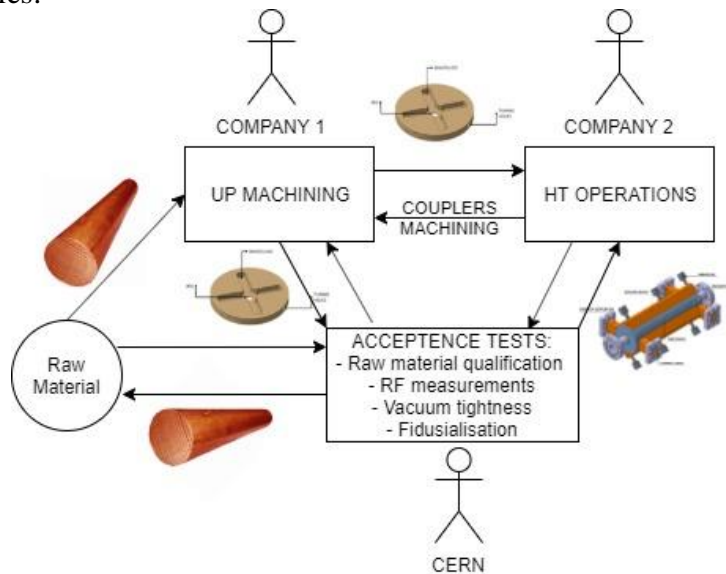 COMPANY 1
COMPANY 2
UP MACHINING
HT OPERATIONS
COUPLERS
MACHINING
Raw
Material
ACCEPTENCE TESTS:
- Raw material qualification
- RF measurements
- Vacuum tightness
- Fidusialisation
CERN